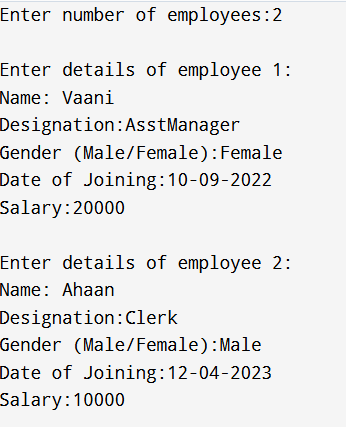 Enter number of employees:2
Enter details of employee 1:
Name: Vaani
Designation:AsstManager
Gender (Male/Female):Female
Date of Joining:10-09-2022
Salary:20000
Enter details of employee 2:
Name: Ahaan
Designation:Clerk
Gender (Male/Female):Male
Date of Joining:12-04-2023
Salary:10000